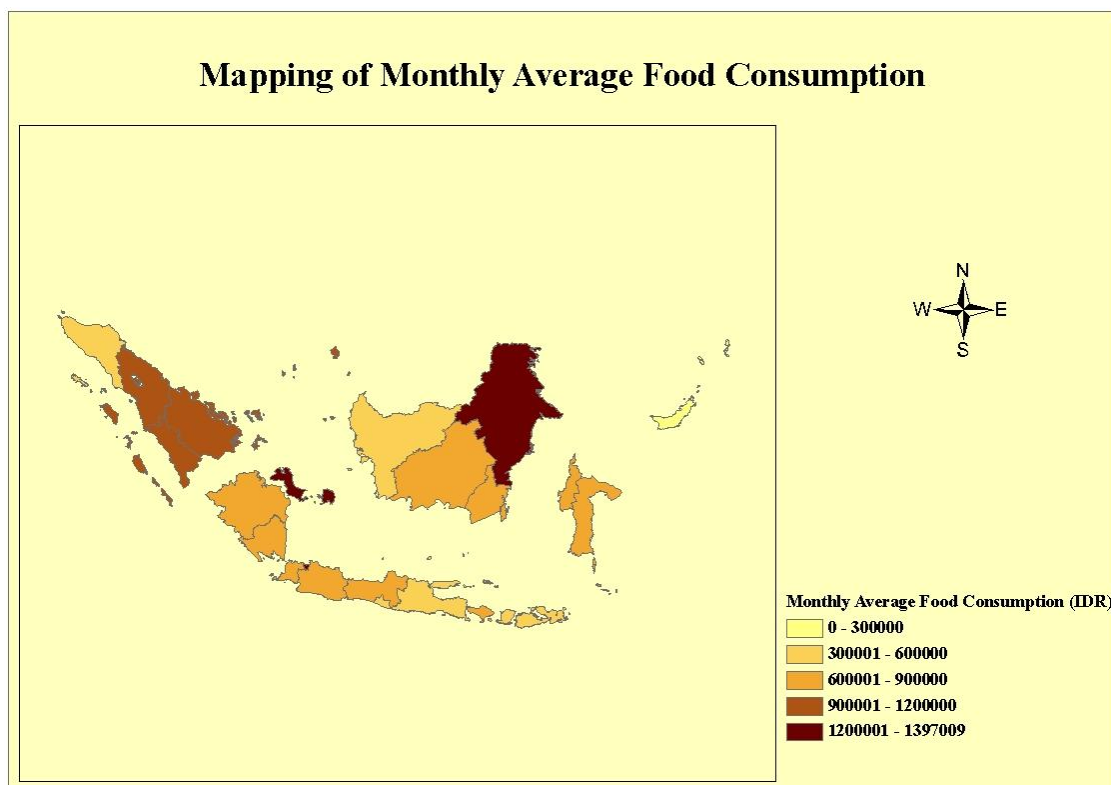 Mapping of Monthly Average Food Consumption
N
W E
S
Monthly Average Food Consumption (IDR)
0 - 300000
300001 - 600000
600001 - 900000
900001 - 1200000
1200001 - 1397009